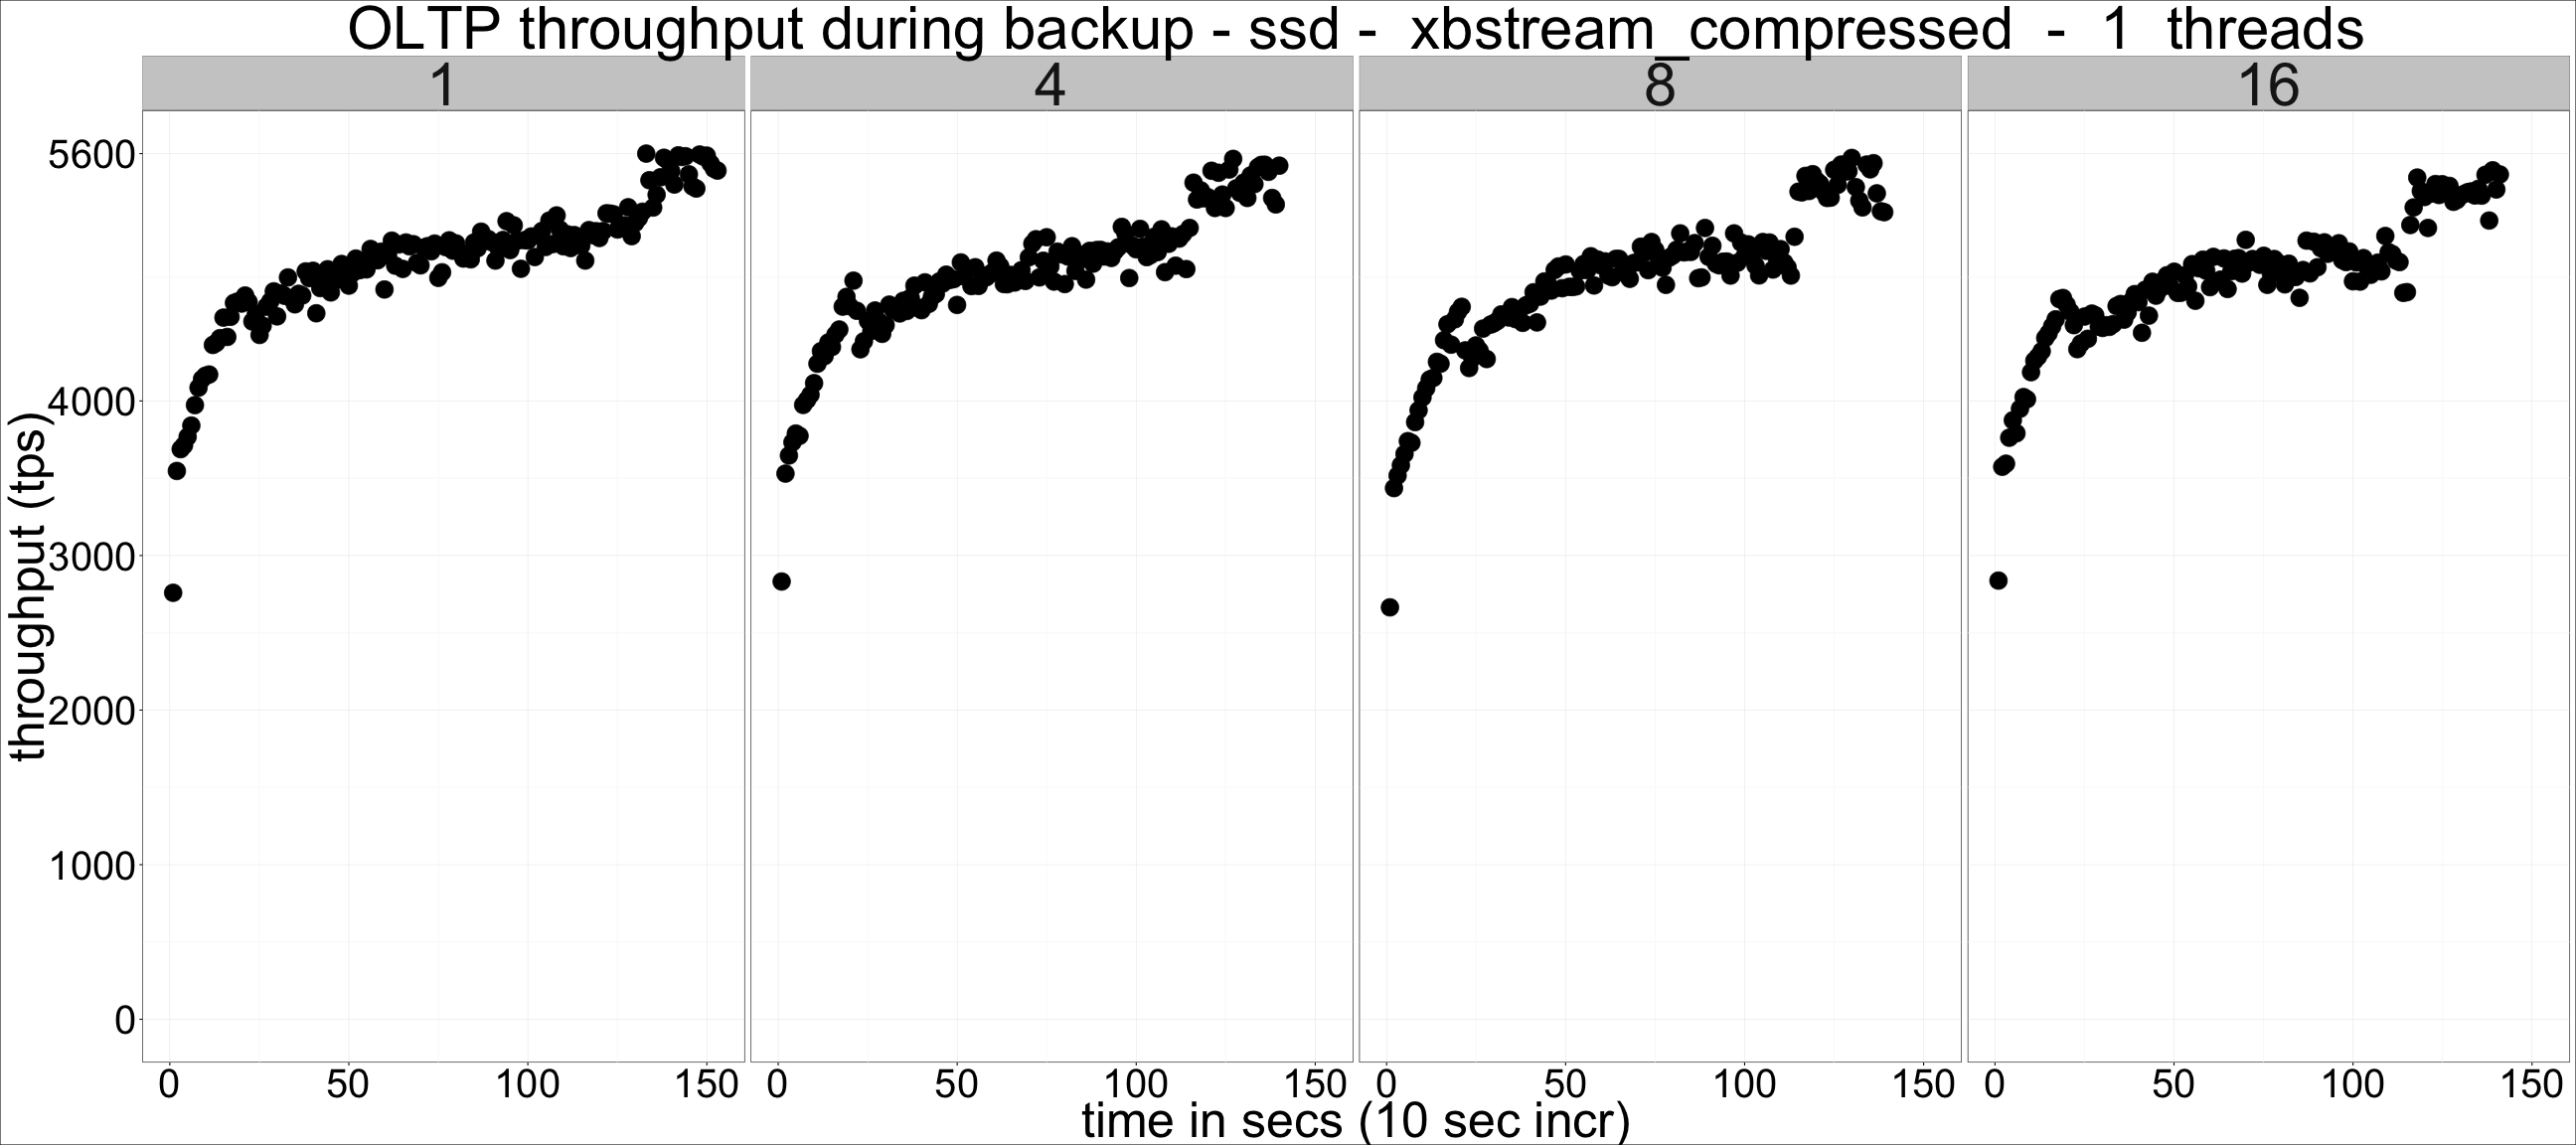 OLTP throughput during backup - ssd - xbstream_compressed - 1 threads
1 4 8 16
throughput (tps)
5600
4000
3000
2000
1000
0
0 50 100 150 0 50 100 150 0 50 100 150 0 50 100 150
time in secs (10 sec incr)